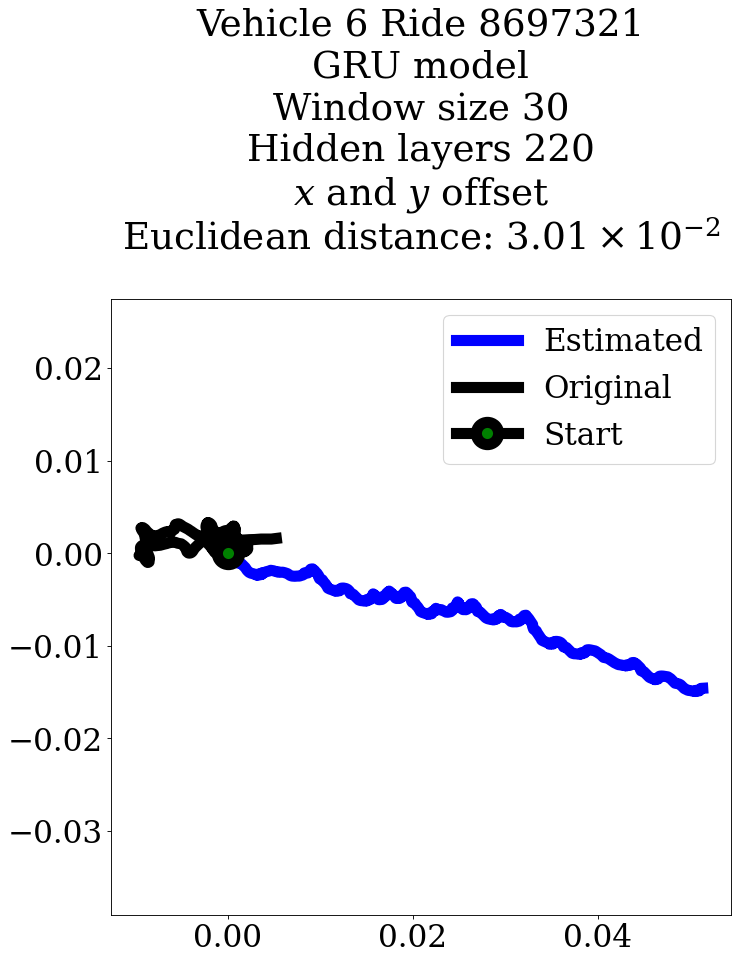 Vehicle 6 Ride 8697321
GRU model
Window size 30
Hidden layers 220
x and y offset
Euclidean distance: 3.01 × 10⁻²
Estimated
Original
Start
0.02
0.01
0.00
−0.01
−0.02
−0.03
0.00 0.02 0.04